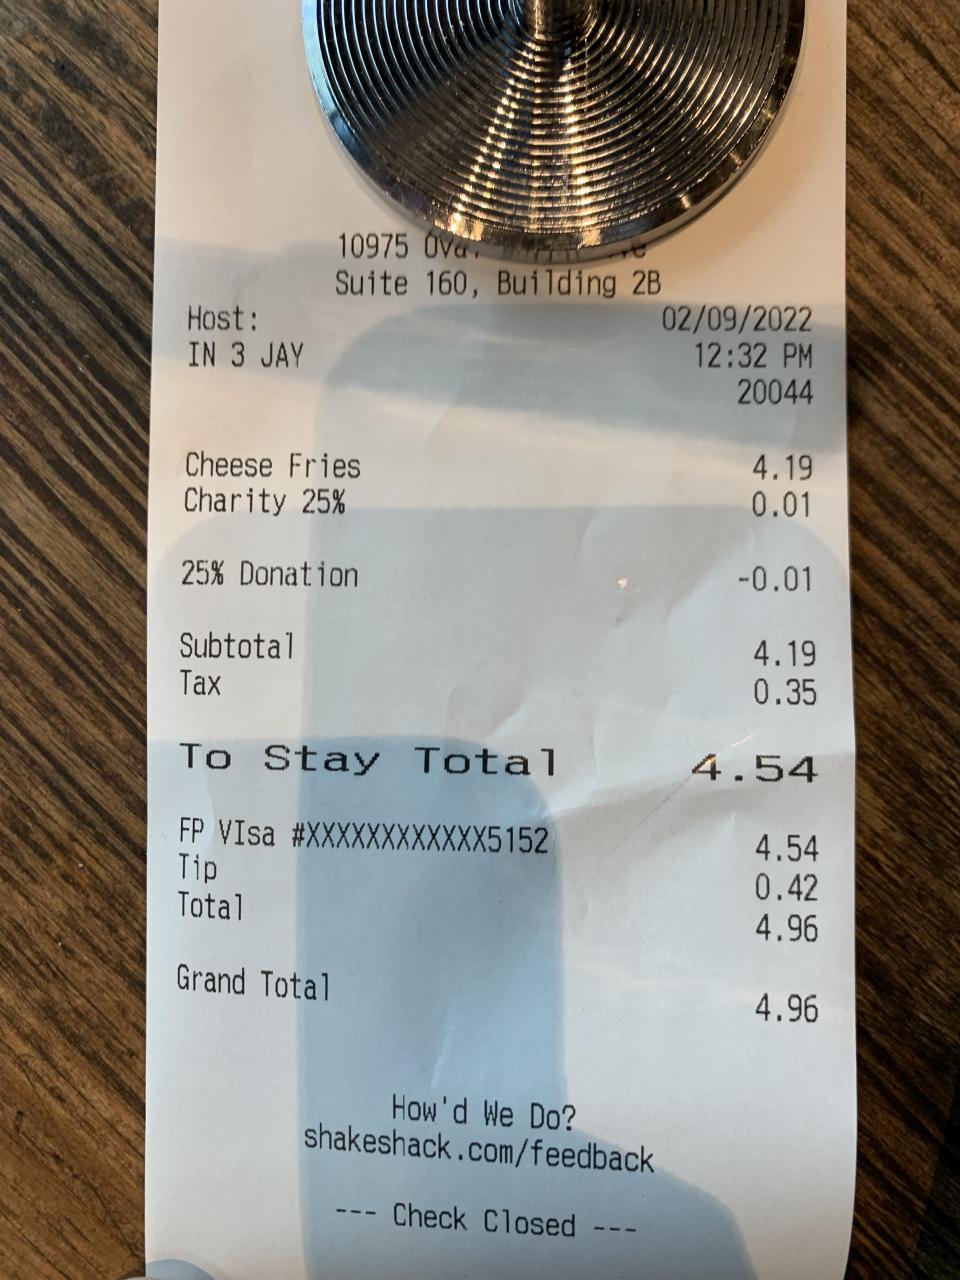 10975
Suite 160, Building 2B
Host: 02/09/2022
IN 3 JAY 12:32 PM
20044
Cheese Fries 4.19
Charity 25% 0.01
25% Donation -0.01
Subtotal 4.19
Tax 0.35
To Stay Total 4.54
FP VIsa #XXXXXXXXXXXX5152 4.54
Tip 0.42
Total 4.96
Grand Total 4.96
How'd We Do?
shakeshack.com/feedback
--- Check Closed ---